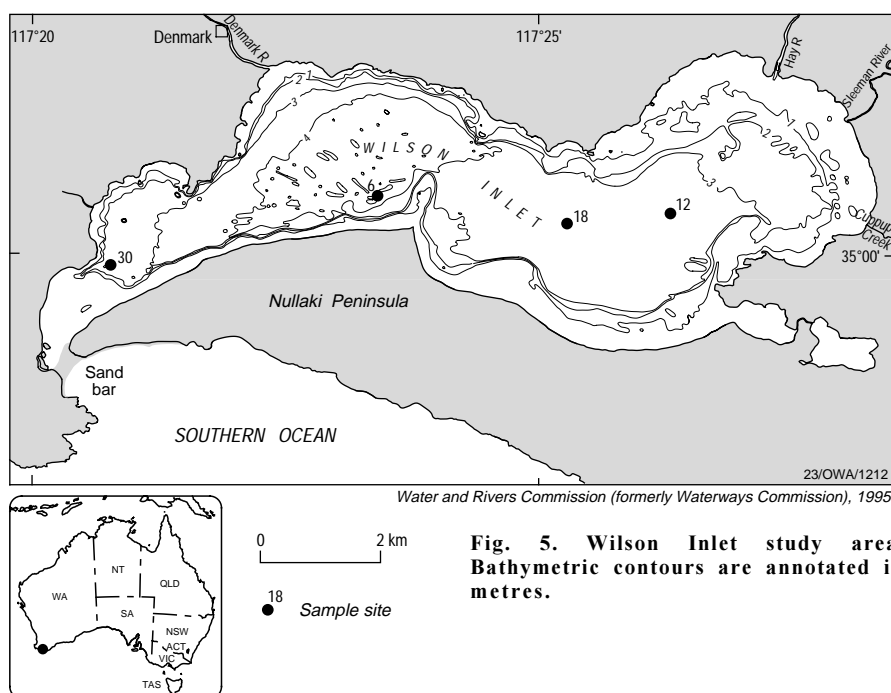 117°20
117°25'
Denmark
Denmark R
Hay R
Sleeman River
1
2
3
4
1
2
3
WILSON
INLET
6
18
12
30
Cuppup
Creek
35°00'
Nullaki Peninsula
Sand
bar
SOUTHERN OCEAN
23/OWA/1212
Water and Rivers Commission (formerly Waterways Commission), 1995
NT
QLD
WA
SA
NSW
ACT
VIC
TAS
0
2 km
18
Sample site
Fig. 5. Wilson Inlet study area
Bathymetric contours are annotated i
metres.